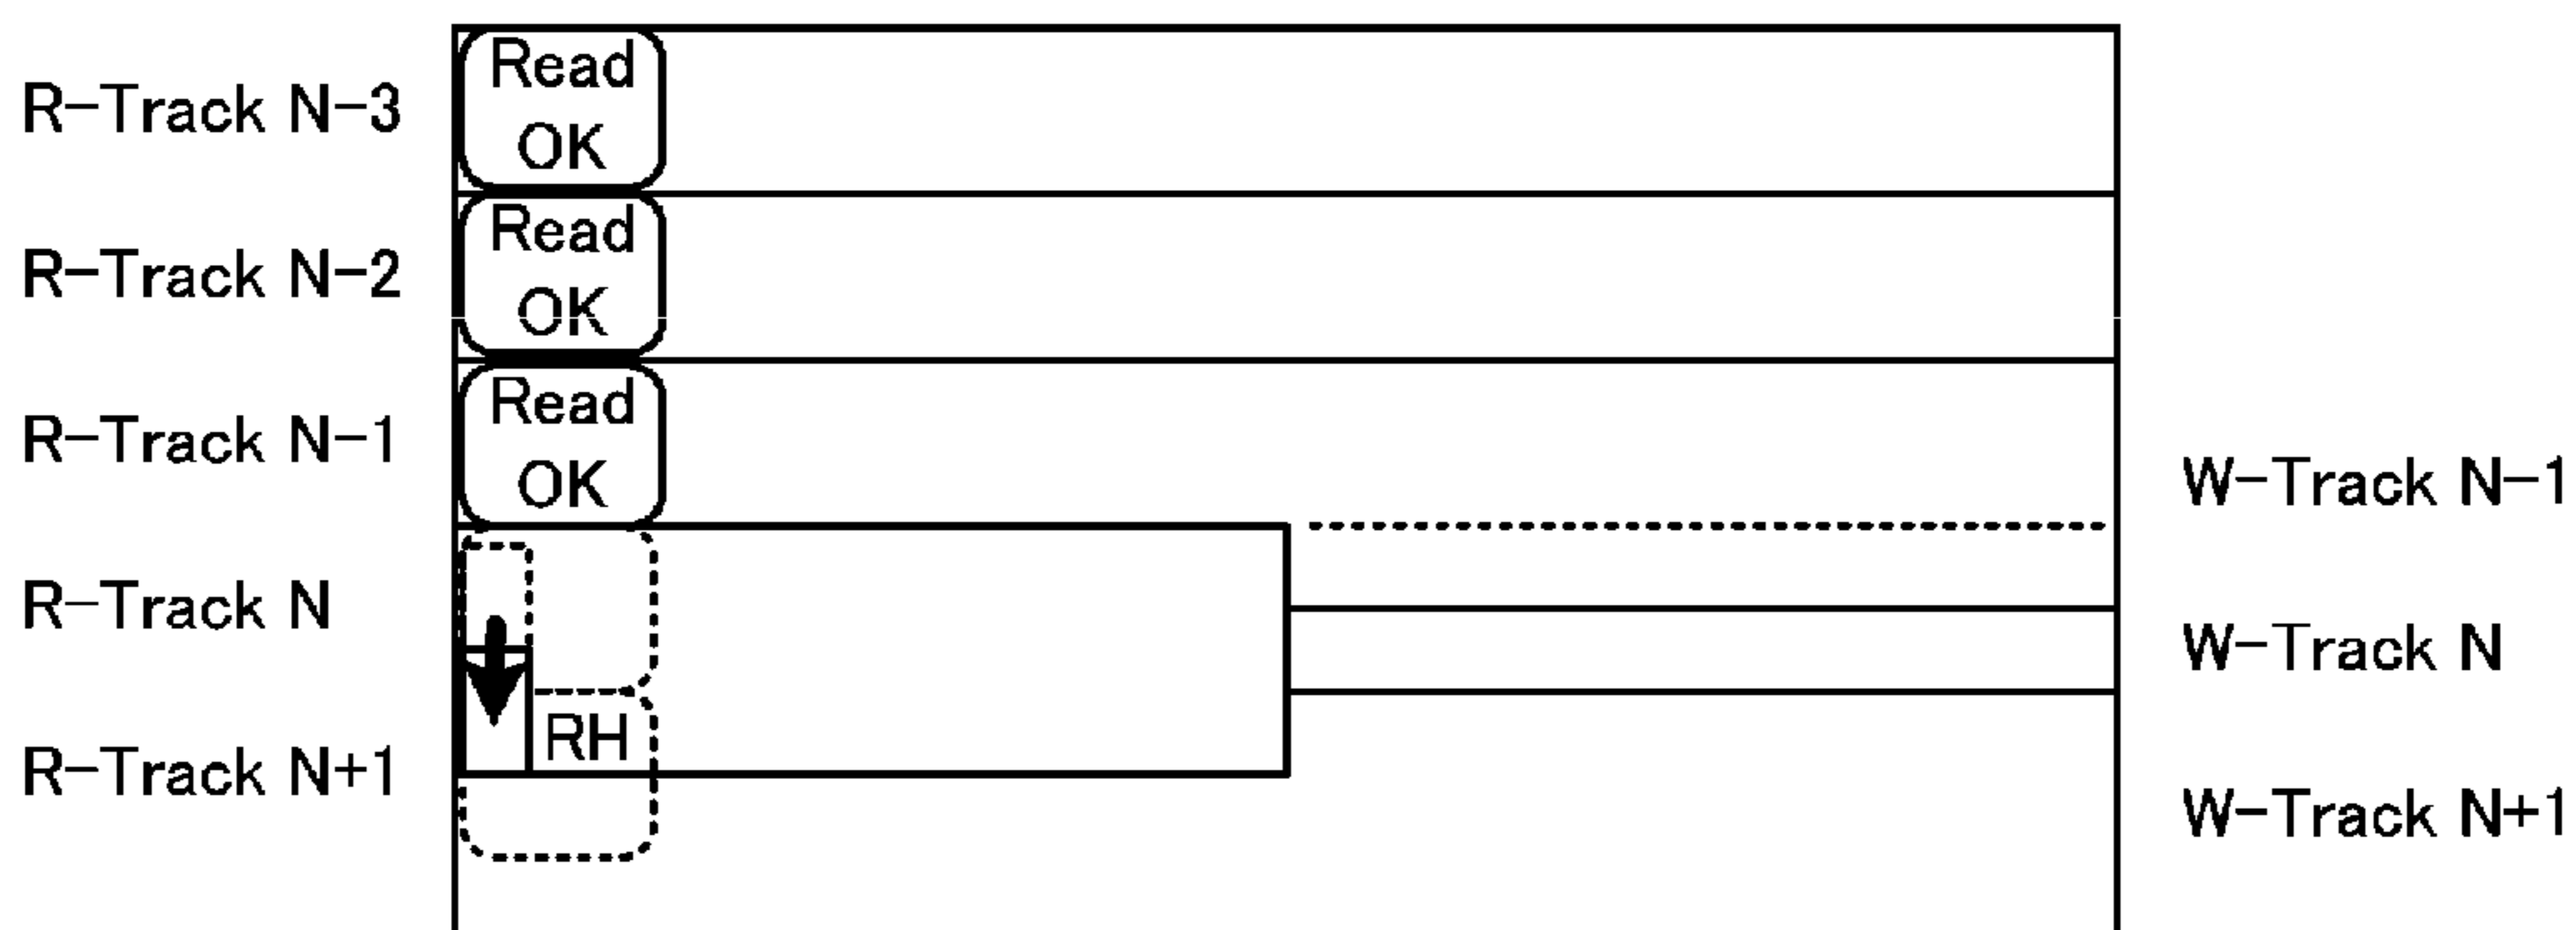 R-Track N-3
Read
OK
R-Track N-2
Read
OK
R-Track N-1
Read
OK
W-Track N-1
R-Track N
W-Track N
RH
R-Track N+1
W-Track N+1